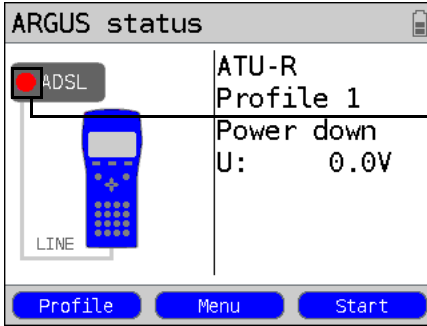 ARGUS status
ADSL
ATU-R
Profile 1
Power down
U: 0.0V
LINE
Profile Menu Start